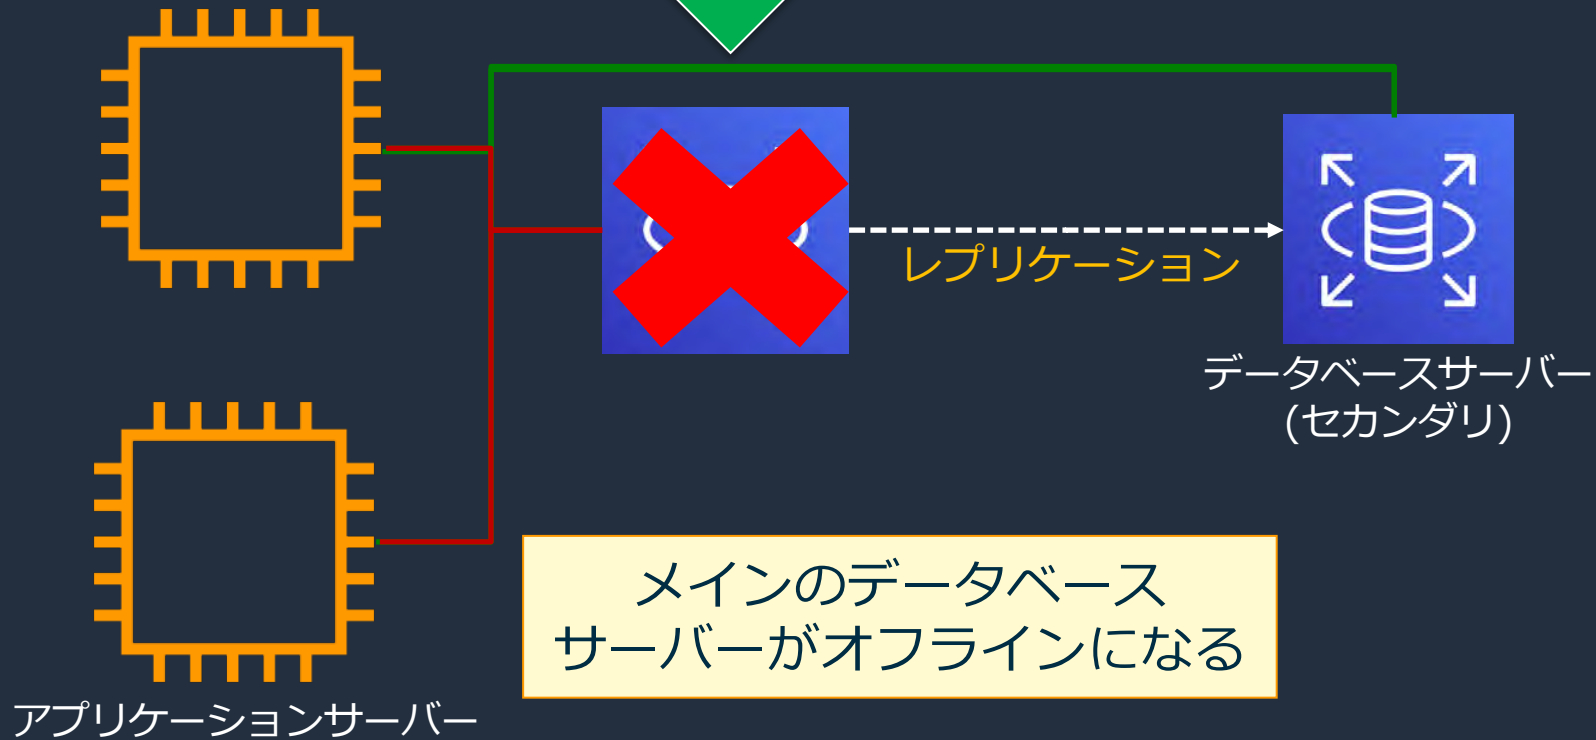 レプリケーション
データベースサーバー
(セカンダリ)
メインのデータベース
サーバーがオフラインになる
アプリケーションサーバー